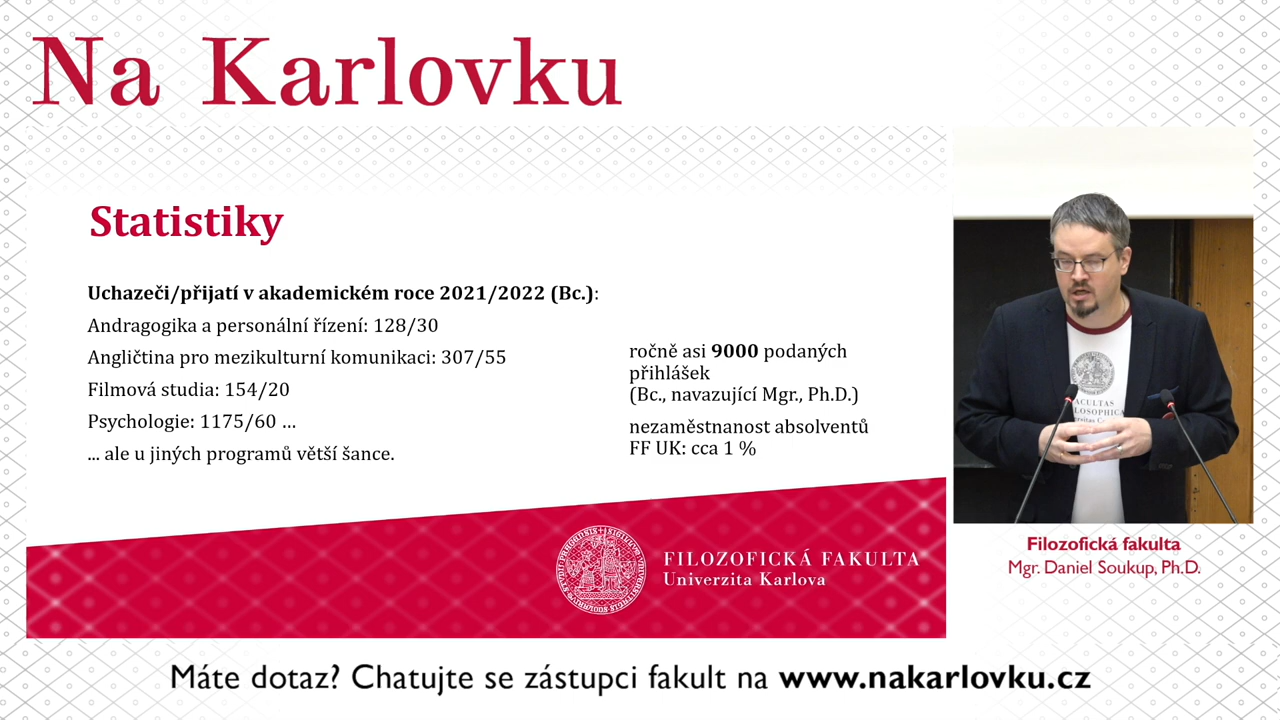 Na Karlovku
Statistiky
Uchazeči/přijatí v akademickém roce 2021/2022 (Bc.):
Andragogika a personální řízení: 128/30
Angličtina pro mezikulturní komunikaci: 307/55
Filmová studia: 154/20
Psychologie: 1175/60 ...
... ale u jiných programů větší šance.
ročně asi 9000 podaných
přihlášek
(Bc., navazující Mgr., Ph.D.)
nezaměstnanost absolventů
FF UK: cca 1 %
FILOZOFICKÁ FAKULTA
Univerzita Karlova
Filozofická fakulta
Mgr. Daniel Soukup, Ph.D.
Máte dotaz? Chatujte se zástupci fakult na www.nakarlovku.cz